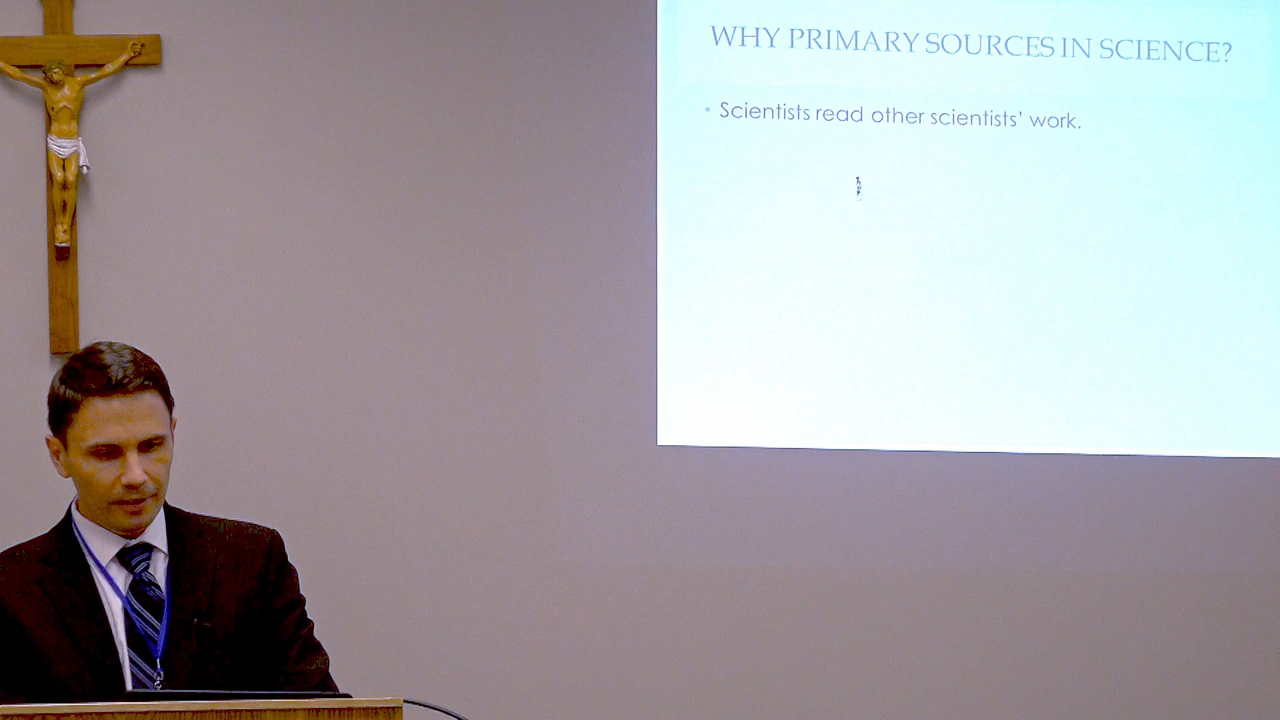 WHY PRIMARY SOURCES IN SCIENCE?
• Scientists read other scientists' work.